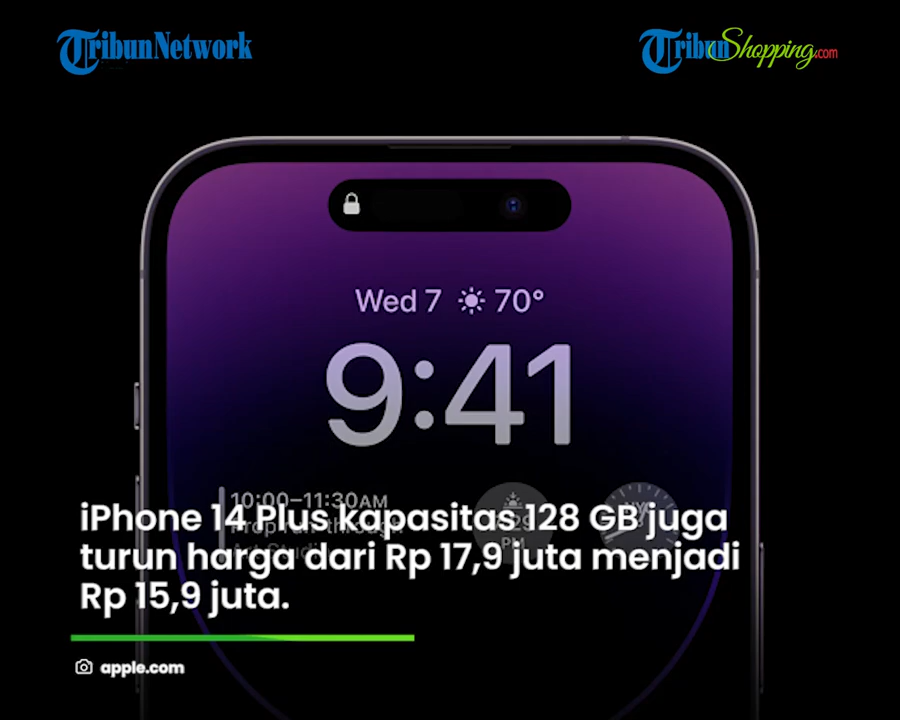 TribunNetwork
TribunShopping.com
Wed 7 70°
9:41
10:00–11:30AM
iPhone 14 Plus kapasitas 128 GB juga
turun harga dari Rp 17,9 juta menjadi
Rp 15,9 juta.
apple.com